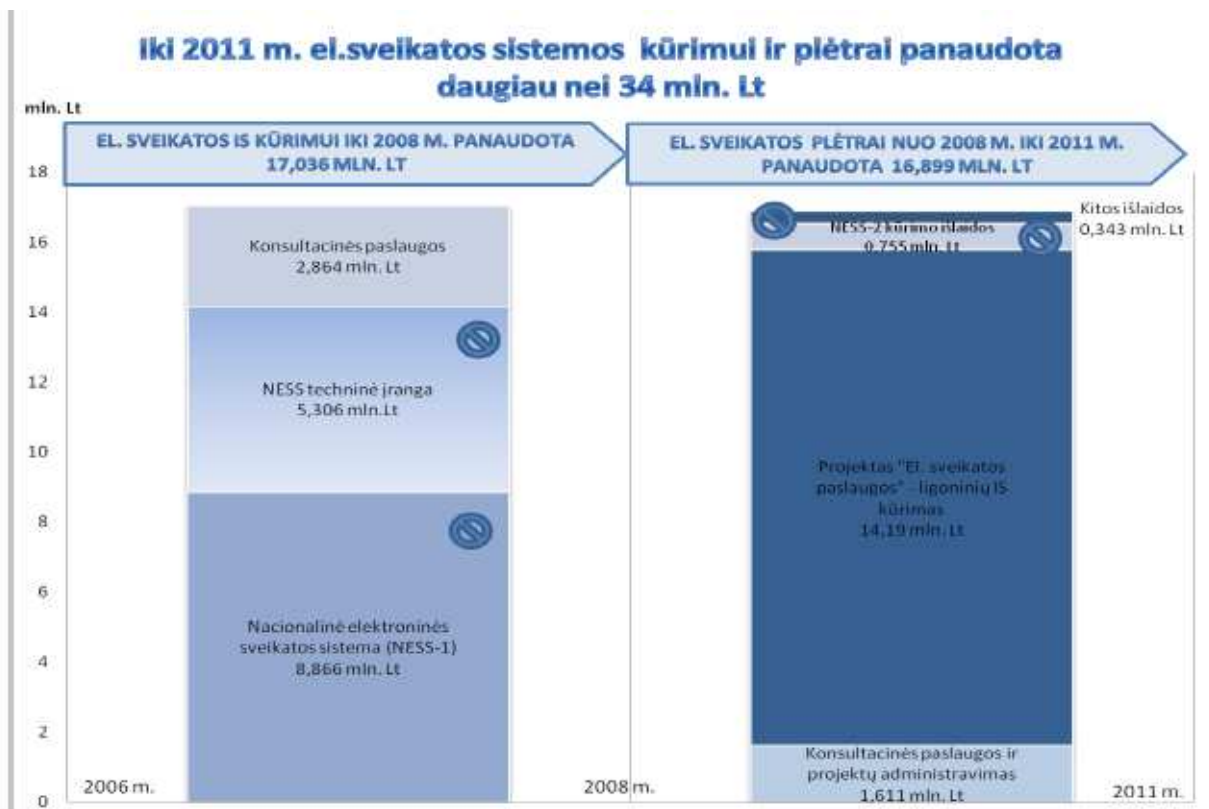 Iki 2011 m. el.sveikatos sistemos kūrimui ir plėtrai panaudota
daugiau nei 34 mln. Lt
mln. Lt
EL. SVEIKATOS IS KŪRIMUI IKI 2008 M. PANAUDOTA
17,036 MLN. LT
EL. SVEIKATOS PLĖTRAI NUO 2008 M. IKI 2011 M.
PANAUDOTA 16,899 MLN. LT
18
16
14
12
10
8
6
4
2
0
Konsultacinės paslaugos
2,864 mln. Lt
NESS techninė įranga
5,306 mln.Lt
Nacionalinė elektroninės
sveikatos sistema (NESS-1)
8,866 mln. Lt
Kitos išlaidos
0,343 mln. Lt
NESS-2 kūrimo išlaidos
0,755 mln. Lt
Projektas "El. sveikatos
paslaugos" - ligoninių IS
kūrimas
14,19 mln. Lt
Konsultacinės paslaugos ir
projektų administravimas
1,611 mln. Lt
2006 m.
2008 m.
2011 m.